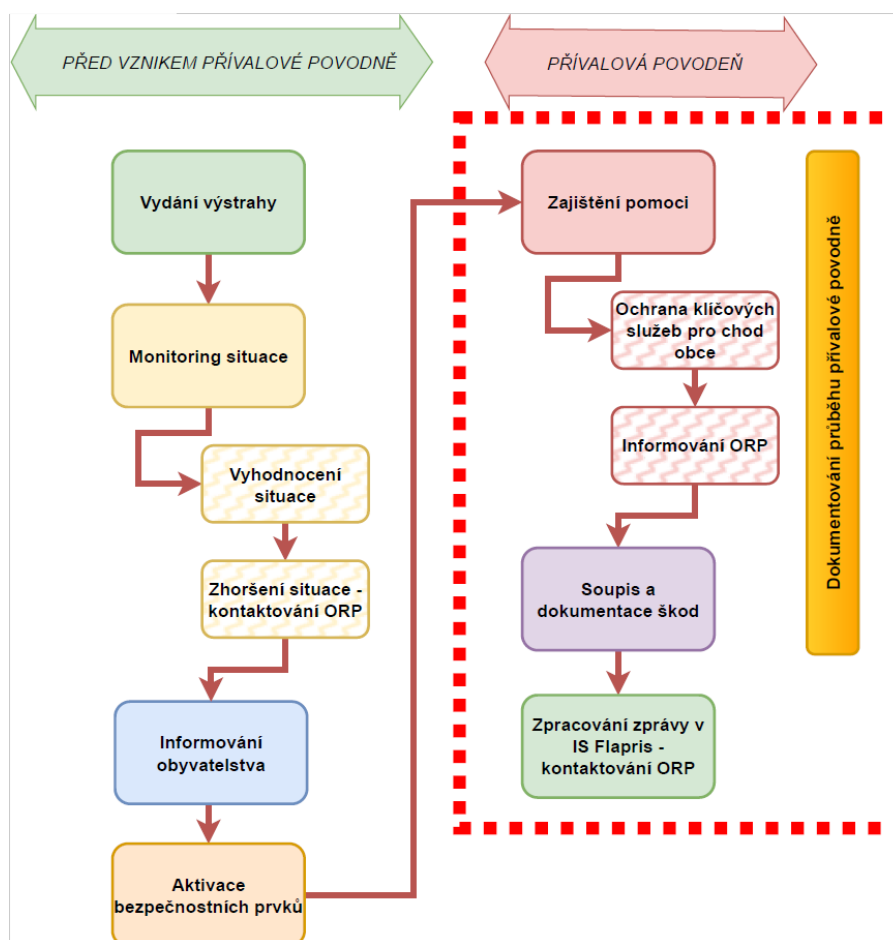 PŘED VZNIKEM PŘÍVALOVÉ POVODNĚ
PŘÍVALOVÁ POVODEŇ
Vydání výstrahy
Monitoring situace
Vyhodnocení
situace
Zhoršení situace -
kontaktování ORP
Informování
obyvatelstva
Aktivace
bezpečnostních prvků
Zajištění pomoci
Ochrana klíčových
služeb pro chod
obce
Informování ORP
Soupis a
dokumentace škod
Zpracování zprávy v
IS Flapris -
kontaktování ORP
Dokumentování průběhu přívalové povodně